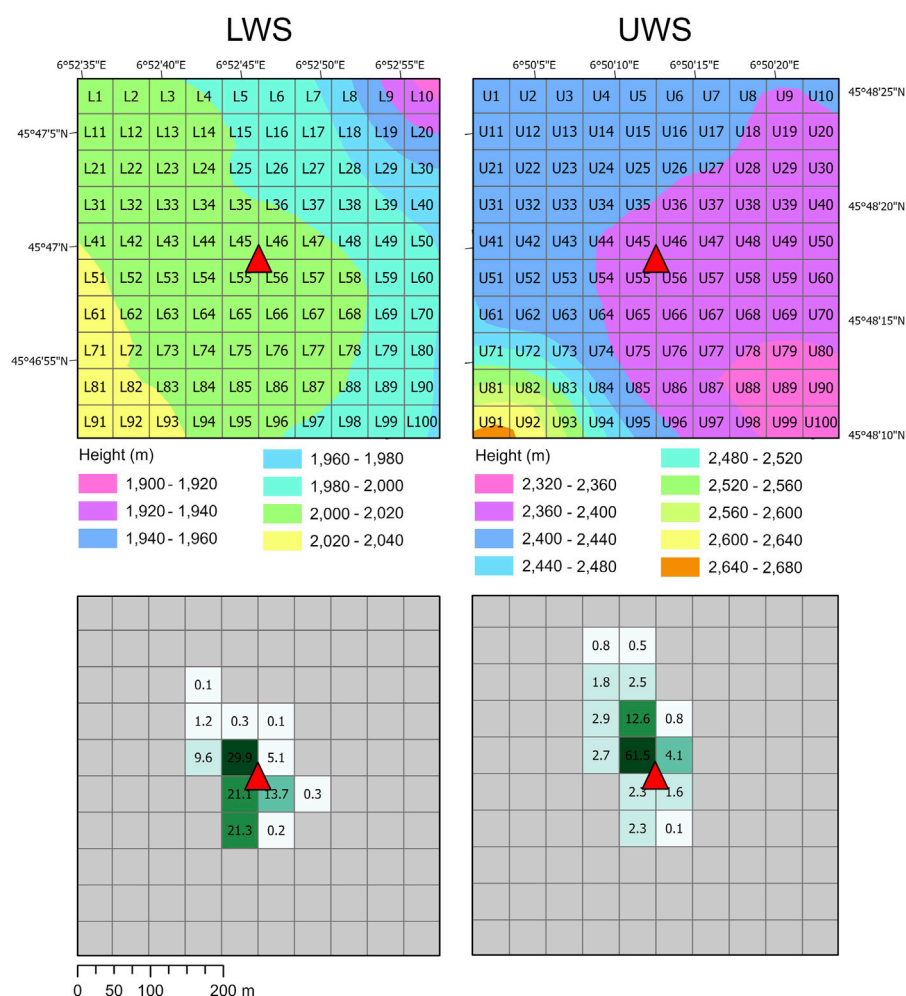 LWS UWS
6°52'35"E 6°52'40"E 6°52'45"E 6°52'50"E 6°52'55"E 6°50'5"E 6°50'10"E 6°50'15"E 6°50'20"E
L1 L2 L3 L4 L5 L6 L7 L8 L9 L10 U1 U2 U3 U4 U5 U6 U7 U8 U9 U10 45°48'25"N
45°47'5"N L11 L12 L13 L14 L15 L16 L17 L18 L19 L20 U11 U12 U13 U14 U15 U16 U17 U18 U19 U20
L21 L22 L23 L24 L25 L26 L27 L28 L29 L30 U21 U22 U23 U24 U25 U26 U27 U28 U29 U30
L31 L32 L33 L34 L35 L36 L37 L38 L39 L40 U31 U32 U33 U34 U35 U36 U37 U38 U39 U40 45°48'20"N
45°47'N L41 L42 L43 L44 L45 L46 L47 L48 L49 L50 U41 U42 U43 U44 U45 U46 U47 U48 U49 U50
L51 L52 L53 L54 L55 L56 L57 L58 L59 L60 U51 U52 U53 U54 U55 U56 U57 U58 U59 U60
L61 L62 L63 L64 L65 L66 L67 L68 L69 L70 U61 U62 U63 U64 U65 U66 U67 U68 U69 U70 45°48'15"N
45°46'55"N L71 L72 L73 L74 L75 L76 L77 L78 L79 L80 U71 U72 U73 U74 U75 U76 U77 U78 U79 U80
L81 L82 L83 L84 L85 L86 L87 L88 L89 L90 U81 U82 U83 U84 U85 U86 U87 U88 U89 U90
L91 L92 L93 L94 L95 L96 L97 L98 L99 L100 U91 U92 U93 U94 U95 U96 U97 U98 U99 U100 45°48'10"N
Height (m)
1,900 - 1,920
1,920 - 1,940
1,940 - 1,960
1,960 - 1,980
1,980 - 2,000
2,000 - 2,020
2,020 - 2,040
Height (m)
2,320 - 2,360
2,360 - 2,400
2,400 - 2,440
2,440 - 2,480
2,480 - 2,520
2,520 - 2,560
2,560 - 2,600
2,600 - 2,640
2,640 - 2,680
0.1
1.2 0.3 0.1
9.6 29.9 5.1
21.1 13.7 0.3
21.3 0.2
0.8 0.5
1.8 2.5
2.9 12.6 0.8
2.7 61.5 4.1
2.3 1.6
2.3 0.1
0 50 100 200 m